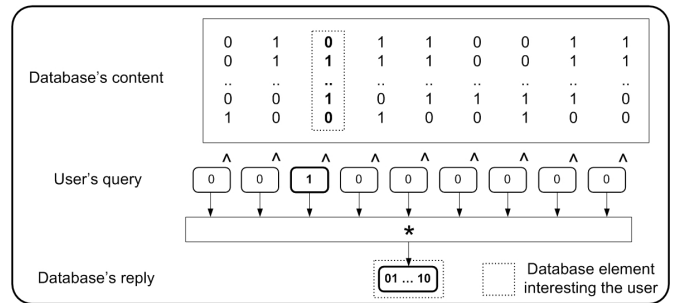 0 1 0 1 1 0 0 1 1
0 1 1 1 1 0 0 1 1
Database's content
.. .. .. .. .. .. .. .. ..
0 0 1 0 1 1 1 1 0
1 0 0 1 0 0 1 0 0
^ ^ ^ ^ ^ ^ ^ ^ ^
User's query 0 0 1 0 0 0 0 0 0
*
Database's reply 01 ... 10 Database element
interesting the user